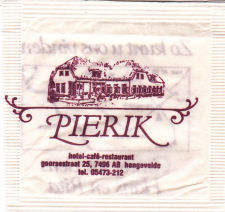 PIERIK
hotel-café-restaurant
goorsestraat 25, 7496 AB hengevelde
tel. 05473-212